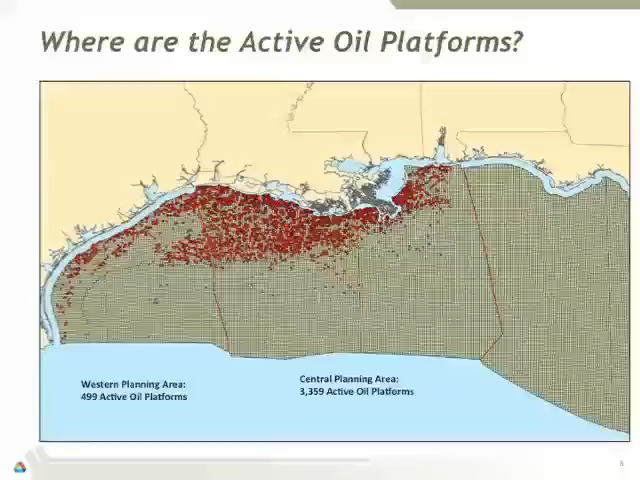 Where are the Active Oil Platforms?
Western Planning Area:
499 Active Oil Platforms
Central Planning Area:
3,359 Active Oil Platforms